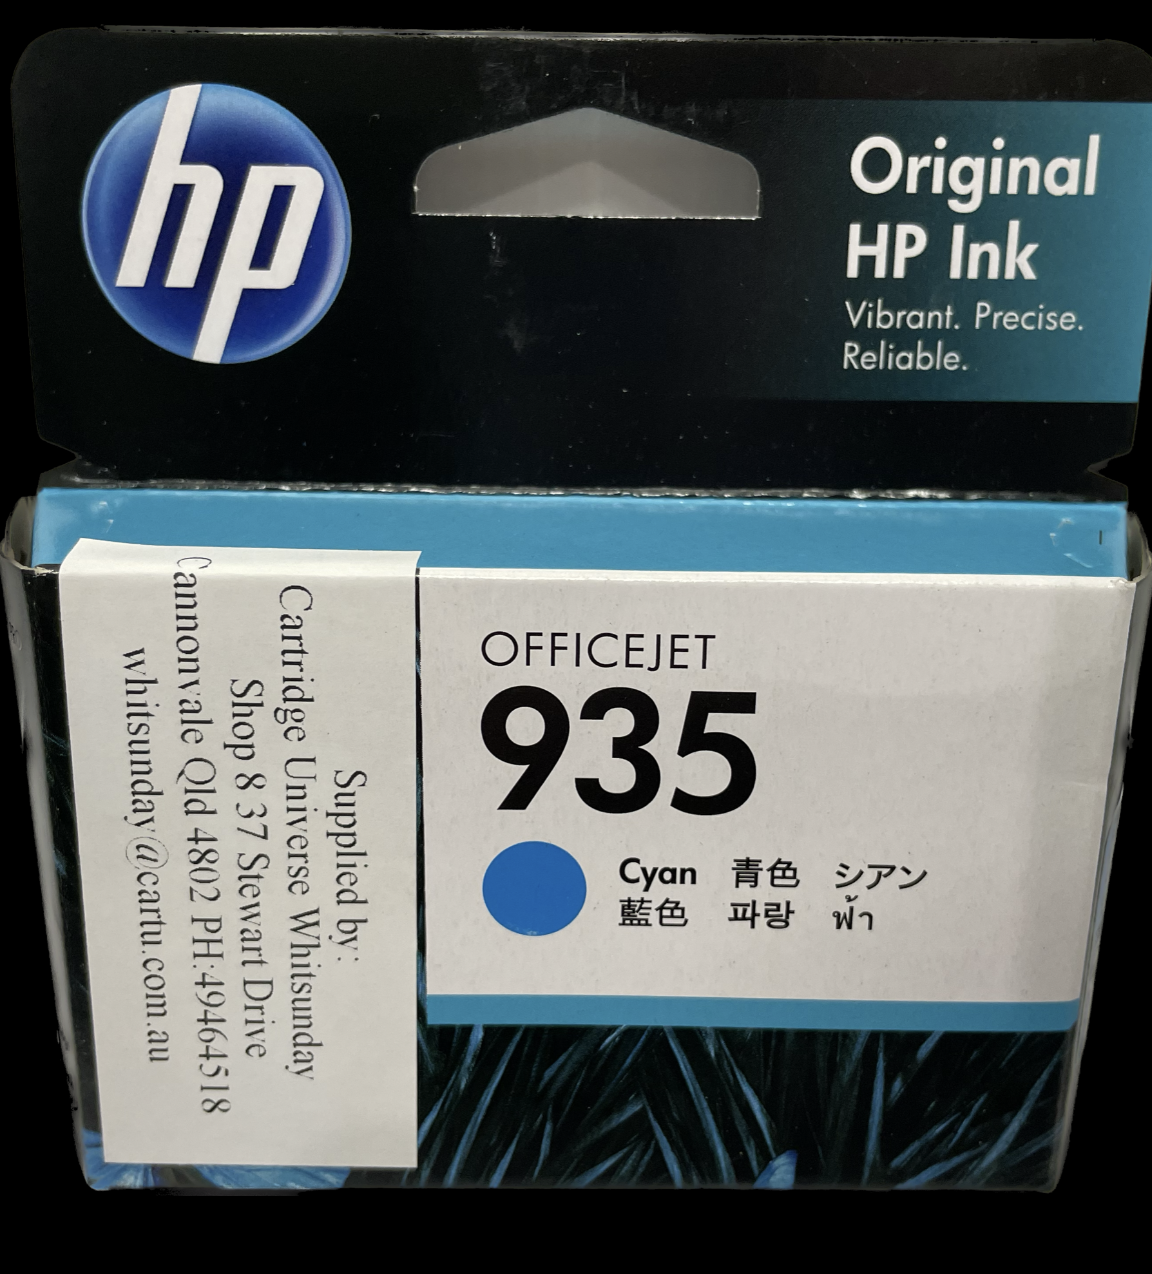 hp
Original
HP Ink
Vibrant. Precise.
Reliable.
OFFICEJET
935
Cyan 青色 シアン
藍色 파랑 ฟ้า
Supplied by:
Cartridge Universe Whitsunday
Shop 8 37 Stewart Drive
Cannonvale Qld 4802 PH:49464518
whitsunday@cartu.com.au